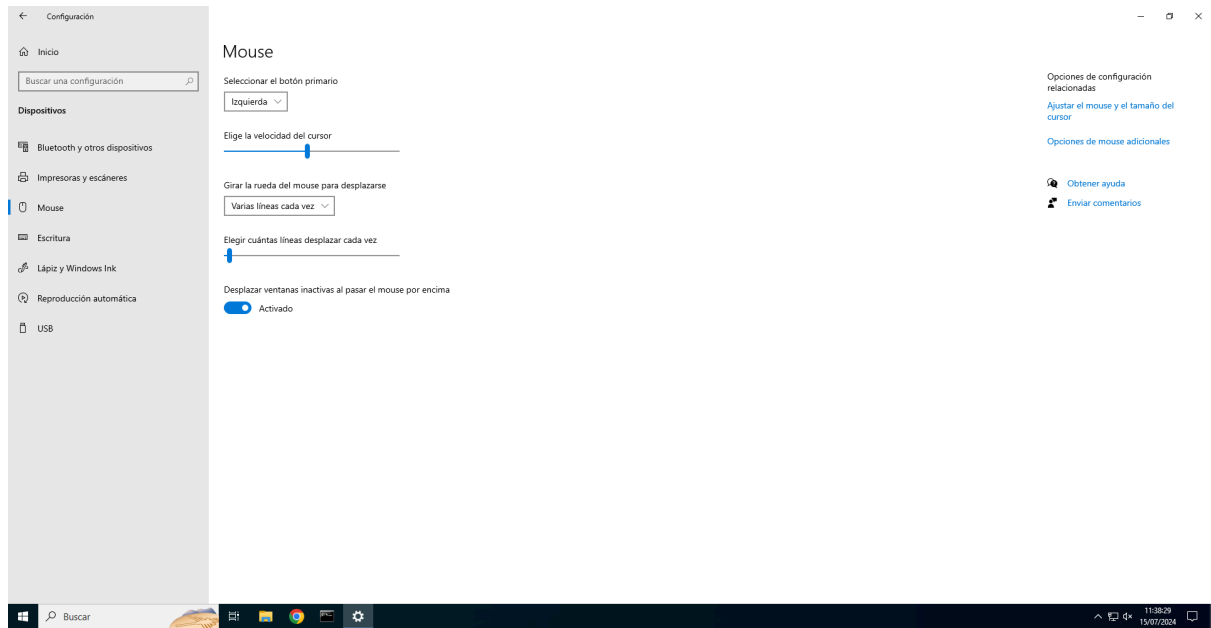 Configuración
Inicio
Buscar una configuración
Dispositivos
Bluetooth y otros dispositivos
Impresoras y escáneres
Mouse
Escritura
Lápiz y Windows Ink
Reproducción automática
USB
Mouse
Seleccionar el botón primario
Izquierda
Elige la velocidad del cursor
Girar la rueda del mouse para desplazarse
Varias líneas cada vez
Elegir cuántas líneas desplazar cada vez
Desplazar ventanas inactivas al pasar el mouse por encima
Activado
Opciones de configuración
relacionadas
Ajustar el mouse y el tamaño del
cursor
Opciones de mouse adicionales
Obtener ayuda
Enviar comentarios
Buscar
11:38:29
15/07/2024